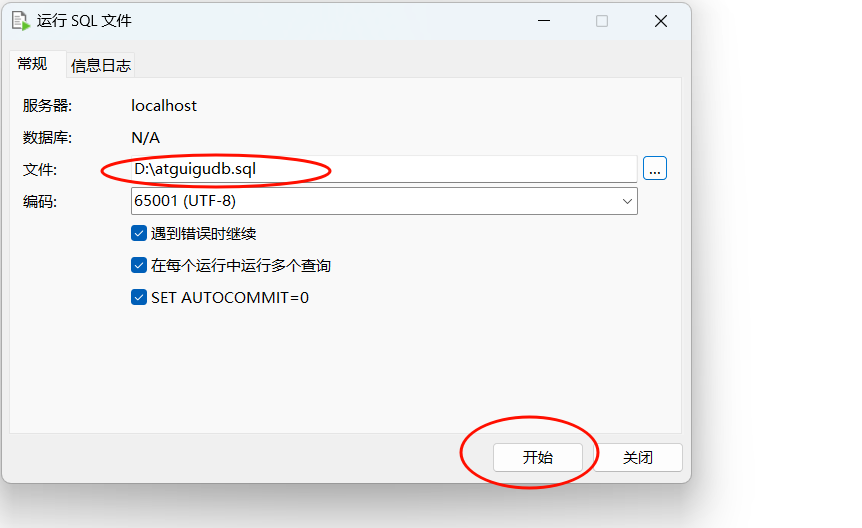 运行 SQL 文件
常规 信息日志
服务器: localhost
数据库: N/A
文件: D:\atguigudb.sql ...
编码: 65001 (UTF-8)
遇到错误时继续
在每个运行中运行多个查询
SET AUTOCOMMIT=0
开始 关闭